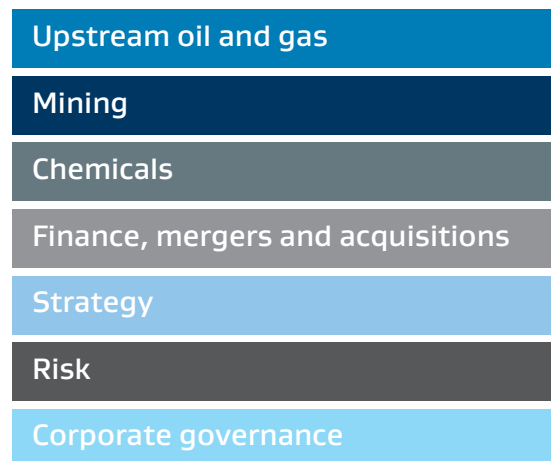 Upstream oil and gas
Mining
Chemicals
Finance, mergers and acquisitions
Strategy
Risk
Corporate governance